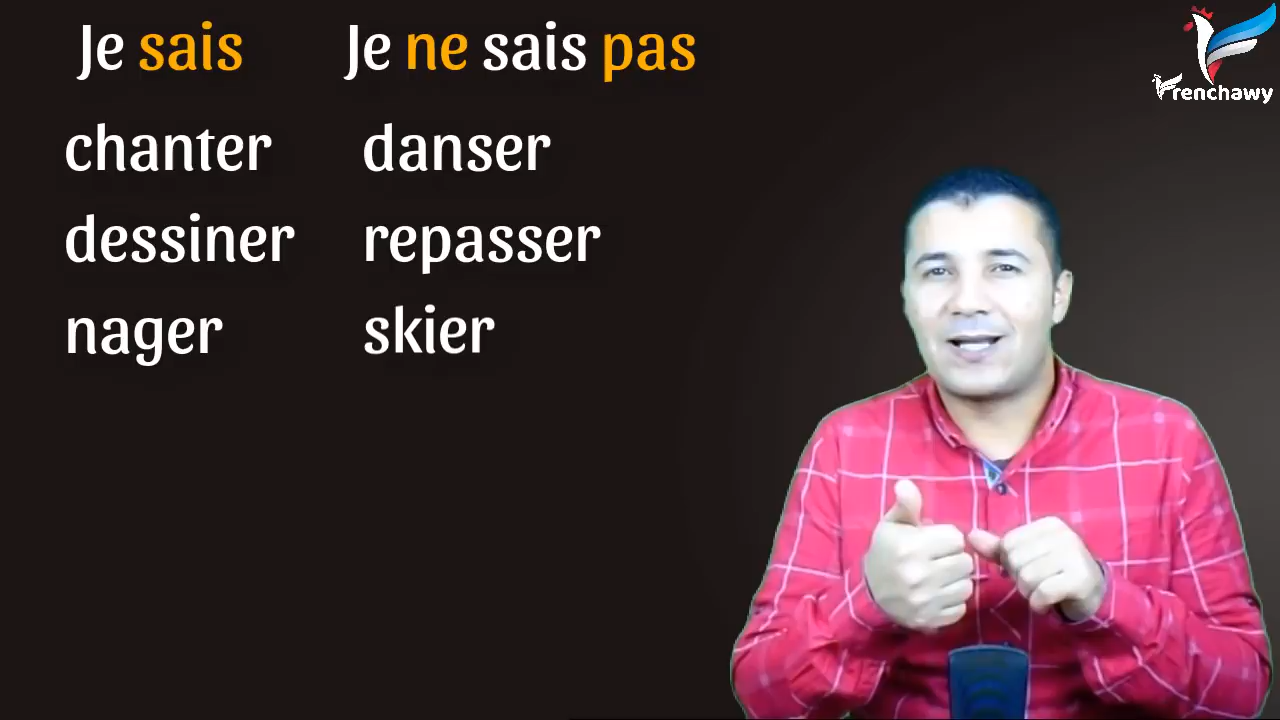 Je sais Je ne sais pas
chanter danser
dessiner repasser
nager skier
Frenchawy